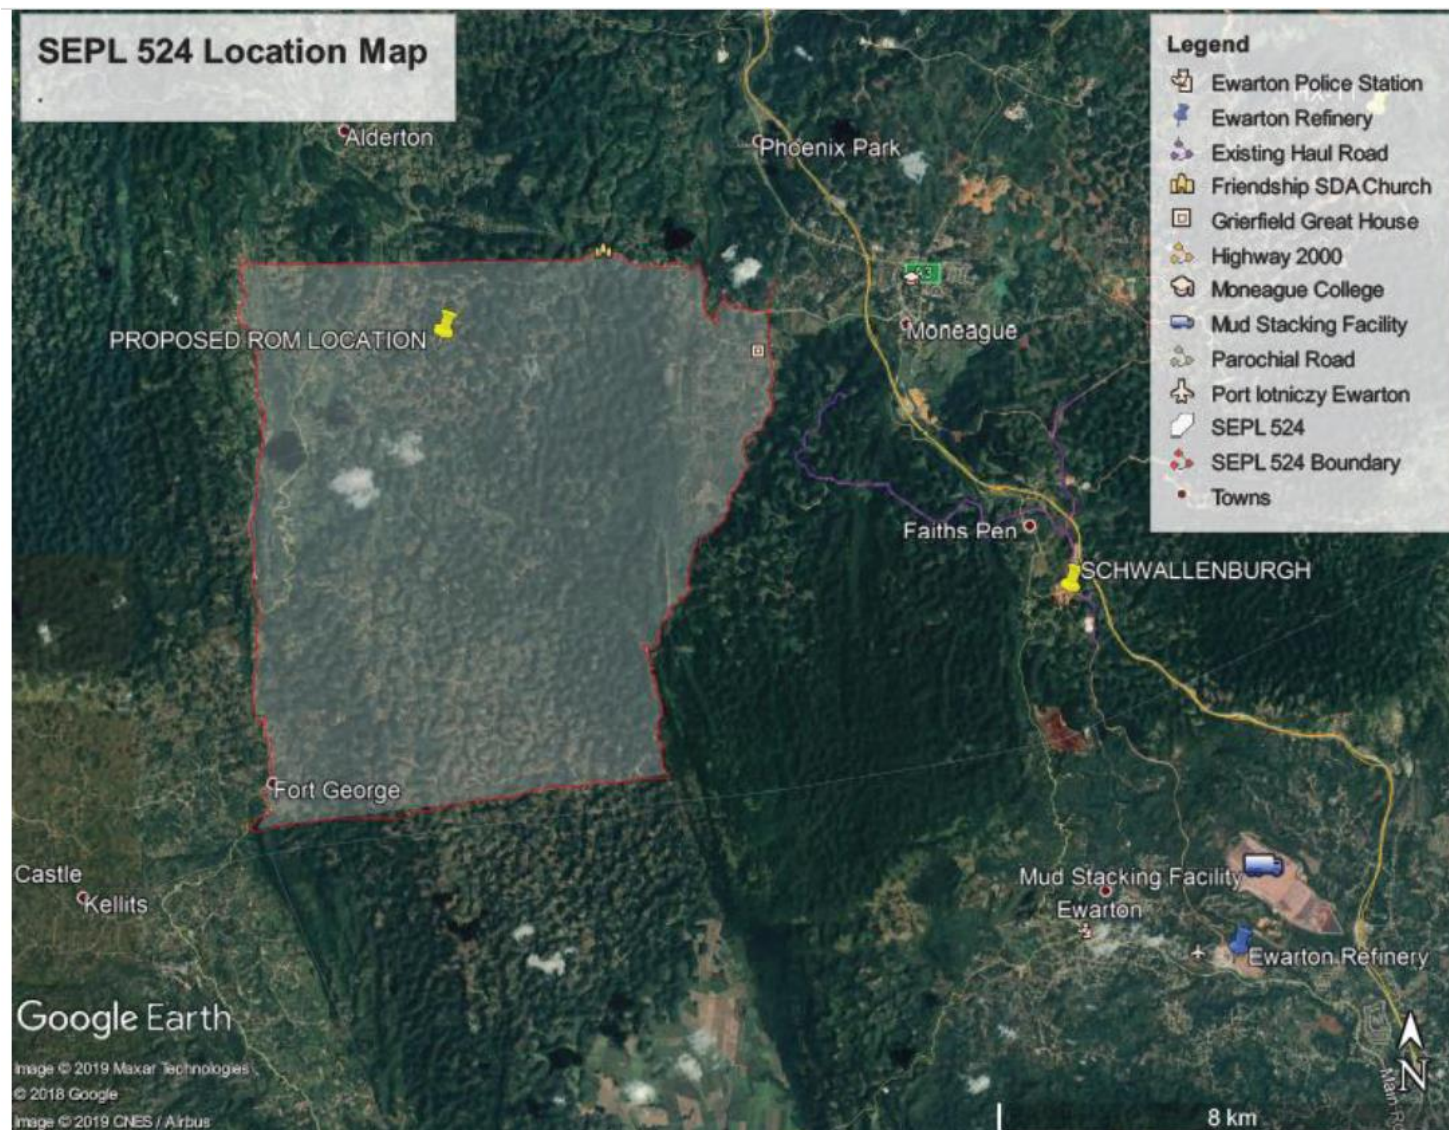 SEPL 524 Location Map
.
Legend
Ewarton Police Station
Ewarton Refinery
Existing Haul Road
Friendship SDA Church
Grierfield Great House
Highway 2000
Moneague College
Mud Stacking Facility
Parochial Road
Port lotniczy Ewarton
SEPL 524
SEPL 524 Boundary
Towns
Alderton
Phoenix Park
A3
PROPOSED ROM LOCATION
Moneague
Faiths Pen
SCHWALLENBURGH
Fort George
Castle
Kellits
Mud Stacking Facility
Ewarton
Ewarton Refinery
Google Earth
Image © 2019 Maxar Technologies
© 2018 Google
Image © 2019 CNES / Airbus
8 km
N